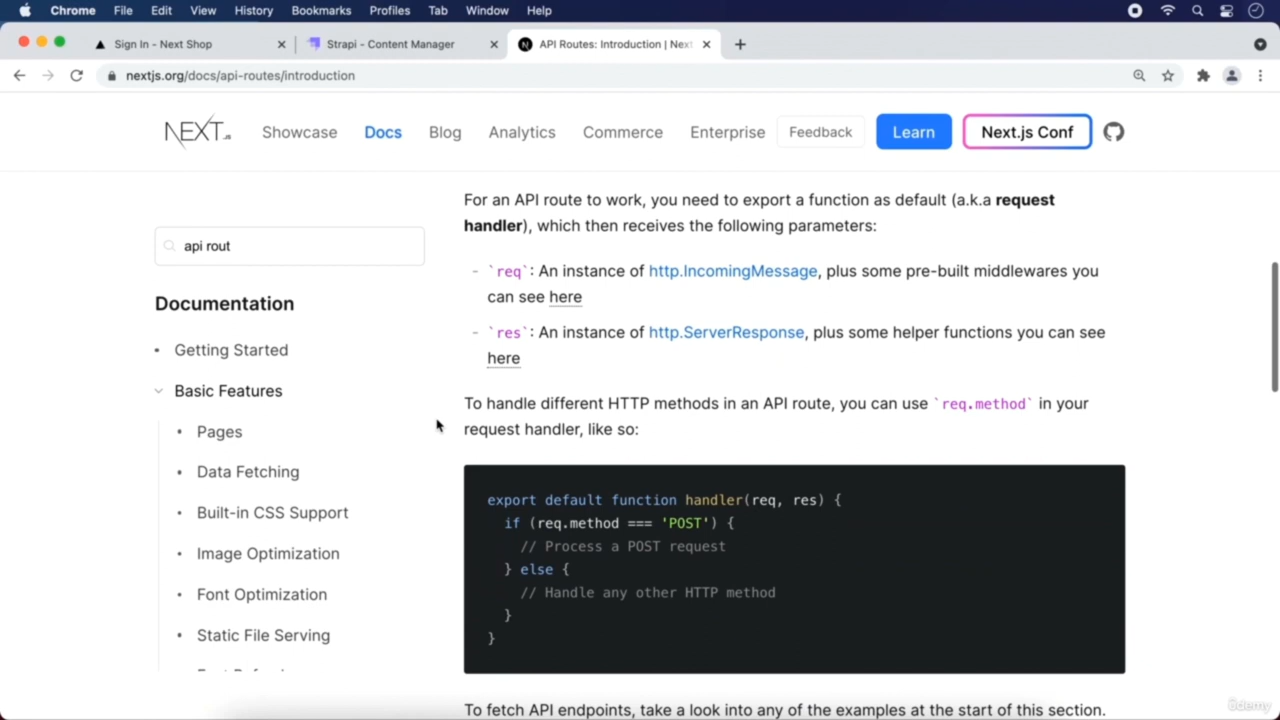 Chrome File Edit View History Bookmarks Profiles Tab Window Help
Sign In - Next Shop
Strapi - Content Manager
API Routes: Introduction | Next
nextjs.org/docs/api-routes/introduction
NEXT.JS Showcase Docs Blog Analytics Commerce Enterprise Feedback Learn Next.js Conf
For an API route to work, you need to export a function as default (a.k.a request
handler), which then receives the following parameters:
- `req`: An instance of http.IncomingMessage, plus some pre-built middlewares you
can see here
- `res`: An instance of http.ServerResponse, plus some helper functions you can see
here
To handle different HTTP methods in an API route, you can use `req.method` in your
request handler, like so:
export default function handler(req, res) {
if (req.method === 'POST') {
// Process a POST request
} else {
// Handle any other HTTP method
}
}
To fetch API endpoints, take a look into any of the examples at the start of this section.
api rout
Documentation
• Getting Started
Basic Features
• Pages
• Data Fetching
• Built-in CSS Support
• Image Optimization
• Font Optimization
• Static File Serving
ûdemy